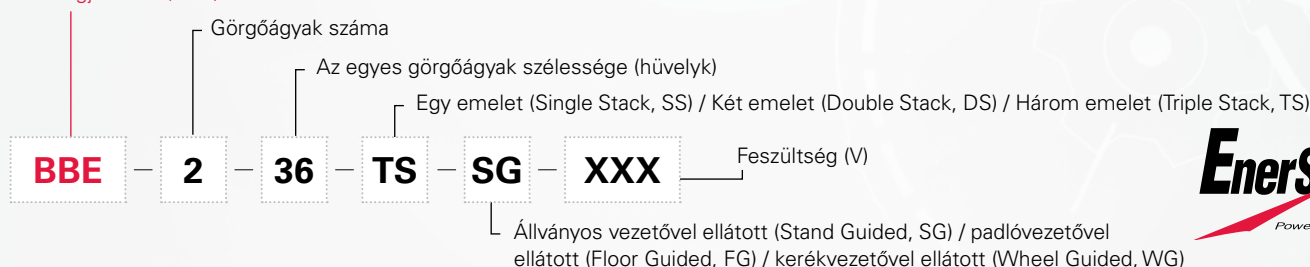 Görgőágyak száma
Az egyes görgőágyak szélessége (hüvelyk)
Egy emelet (Single Stack, SS) / Két emelet (Double Stack, DS) / Három emelet (Triple Stack, TS)
BBE – 2 – 36 – TS – SG – XXX
Feszültség (V)
Állványos vezetővel ellátott (Stand Guided, SG) / padlóvezetővel
ellátott (Floor Guided, FG) / kerékvezetővel ellátott (Wheel Guided, WG)